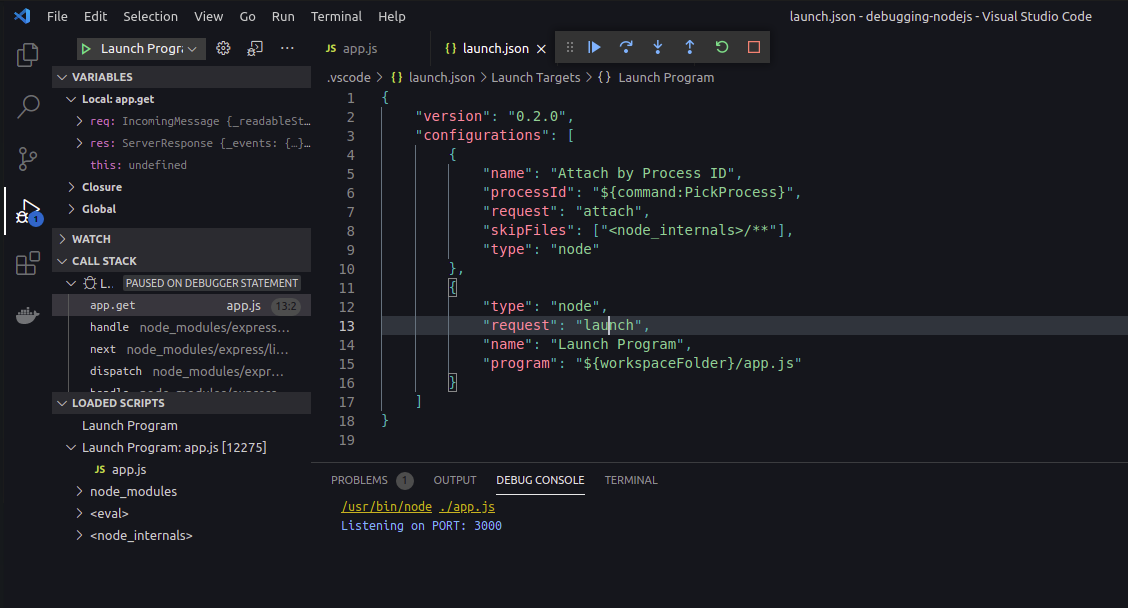 File Edit Selection View Go Run Terminal Help
launch.json - debugging-nodejs - Visual Studio Code
Launch Progra
JS app.js
{} launch.json
.vscode > {} launch.json > Launch Targets > {} Launch Program
VARIABLES
Local: app.get
req: IncomingMessage {_readableSt…
res: ServerResponse {_events: {…}…
this: undefined
Closure
Global
1
WATCH
CALL STACK
L. PAUSED ON DEBUGGER STATEMENT
app.get app.js 13:2
handle node_modules/express…
next node_modules/express/li…
dispatch node_modules/expr…
handle node_modules/express
LOADED SCRIPTS
Launch Program
Launch Program: app.js [12275]
JS app.js
node_modules
<eval>
<node_internals>
1 {
2 "version": "0.2.0",
3 "configurations": [
4 {
5 "name": "Attach by Process ID",
6 "processId": "${command:PickProcess}",
7 "request": "attach",
8 "skipFiles": ["<node_internals>/**"],
9 "type": "node"
10 },
11 {
12 "type": "node",
13 "request": "launch",
14 "name": "Launch Program",
15 "program": "${workspaceFolder}/app.js"
16 }
17 ]
18 }
19
PROBLEMS 1 OUTPUT DEBUG CONSOLE TERMINAL
/usr/bin/node ./app.js
Listening on PORT: 3000